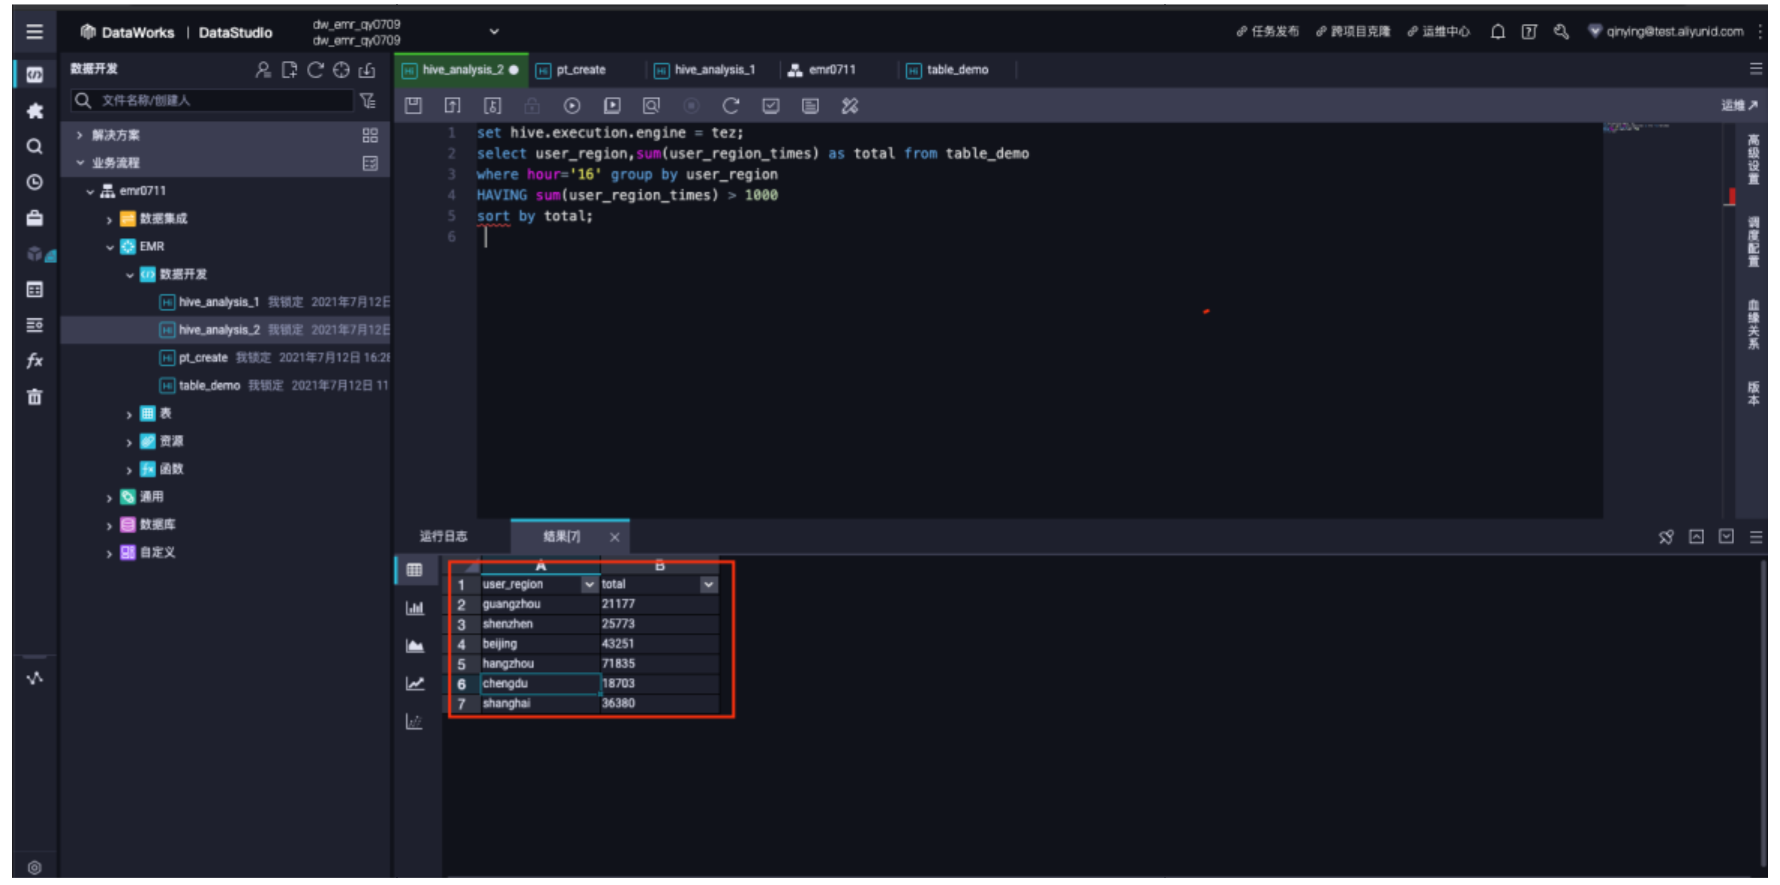 DataWorks | DataStudio
dw_emr_qy0709
dw_emr_qy0709
任务发布
跨项目克隆
运维中心
qinying@test.aliyunid.com
数据开发
文件名称/创建人
解决方案
业务流程
emr0711
数据集成
EMR
数据开发
hive_analysis_1 我锁定 2021年7月12日
hive_analysis_2 我锁定 2021年7月12日
pt_create 我锁定 2021年7月12日 16:28
table_demo 我锁定 2021年7月12日 11
表
资源
函数
通用
数据库
自定义
hive_analysis_2
pt_create
hive_analysis_1
emr0711
table_demo
运维
1 set hive.execution.engine = tez;
2 select user_region,sum(user_region_times) as total from table_demo
3 where hour='16' group by user_region
4 HAVING sum(user_region_times) > 1000
5 sort by total;
6
高级设置
调度配置
血缘关系
版本
运行日志
结果[7]
A B
1 user_region total
2 guangzhou 21177
3 shenzhen 25773
4 beijing 43251
5 hangzhou 71835
6 chengdu 18703
7 shanghai 36380